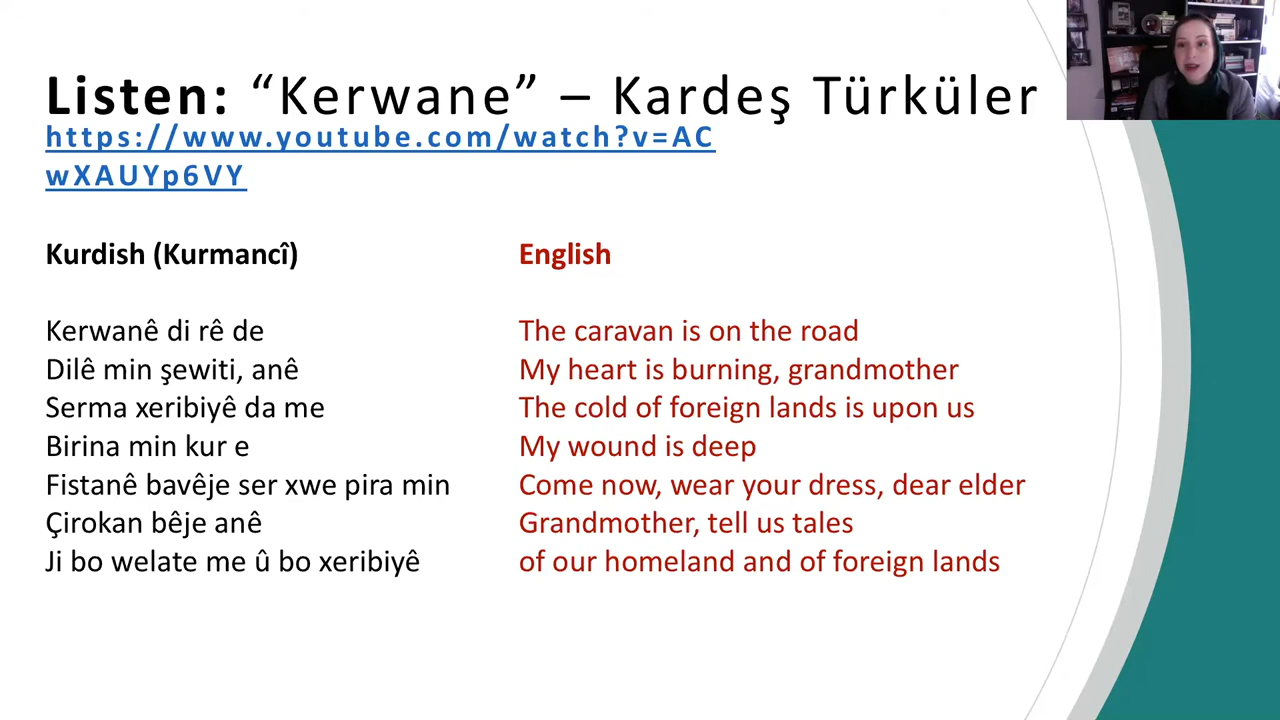 Listen: “Kerwane” – Kardeş Türküler
https://www.youtube.com/watch?v=AC
wXAUYp6VY
Kurdish (Kurmancî)
Kerwanê di rê de
Dilê min şewiti, anê
Serma xeribiyê da me
Birina min kur e
Fistanê bavêje ser xwe pira min
Çirokan bêje anê
Ji bo welate me û bo xeribiyê
English
The caravan is on the road
My heart is burning, grandmother
The cold of foreign lands is upon us
My wound is deep
Come now, wear your dress, dear elder
Grandmother, tell us tales
of our homeland and of foreign lands